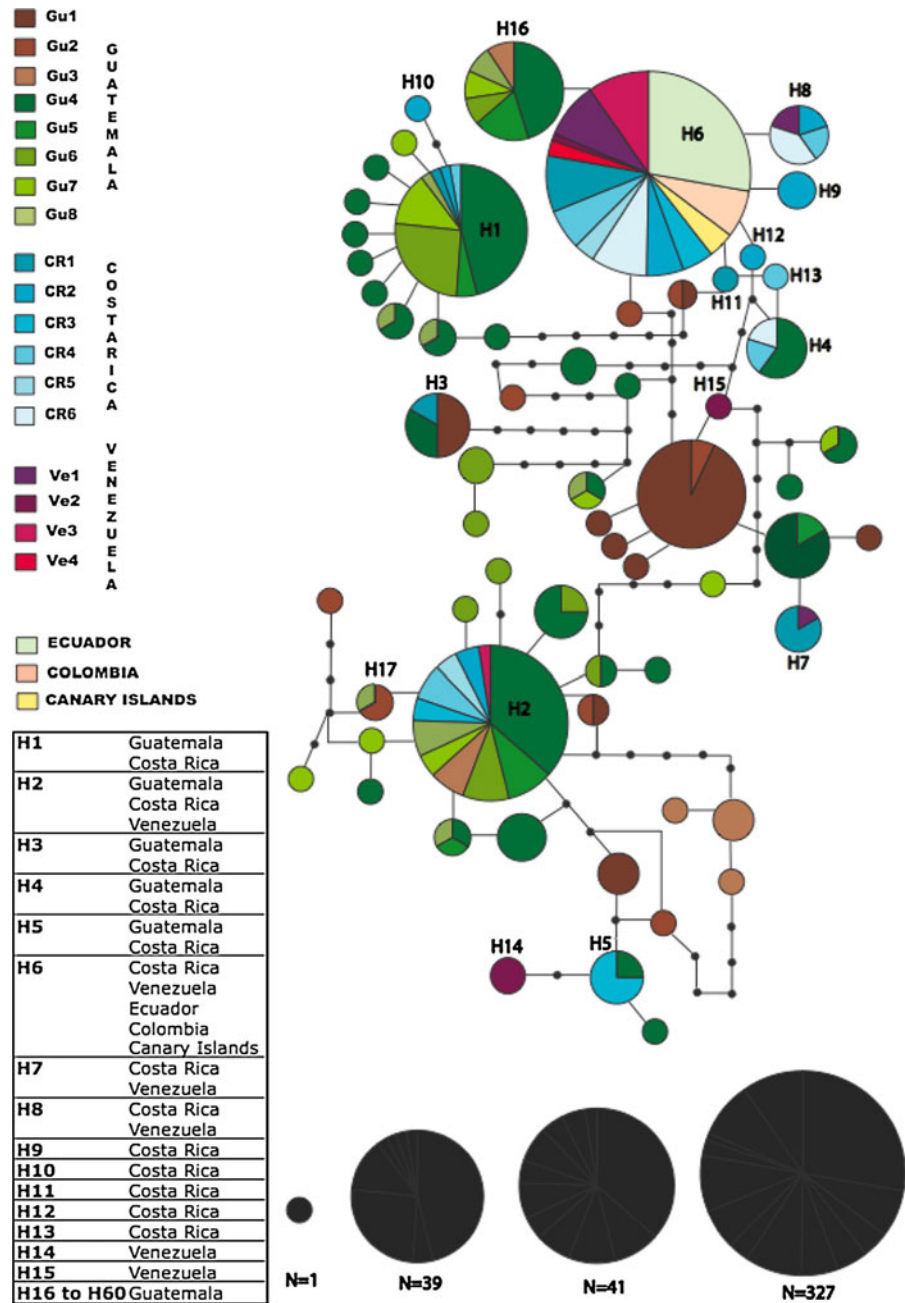 Gu1
Gu2
Gu3
Gu4
Gu5
Gu6
Gu7
Gu8
GUATEMALA
CR1
CR2
CR3
CR4
CR5
CR6
COSTARICA
Ve1
Ve2
Ve3
Ve4
VENEZUELA
ECUADOR
COLOMBIA
CANARY ISLANDS
H16
H10
H6
H8
H9
H1
H12
H13
H11
H4
H3
H15
H7
H17
H2
H14
H5
H1 Guatemala
Costa Rica
H2 Guatemala
Costa Rica
Venezuela
H3 Guatemala
Costa Rica
H4 Guatemala
Costa Rica
H5 Guatemala
Costa Rica
H6 Costa Rica
Venezuela
Ecuador
Colombia
Canary Islands
H7 Costa Rica
Venezuela
H8 Costa Rica
Venezuela
H9 Costa Rica
H10 Costa Rica
H11 Costa Rica
H12 Costa Rica
H13 Costa Rica
H14 Venezuela
H15 Venezuela
H16 to H60 Guatemala
N=1
N=39
N=41
N=327